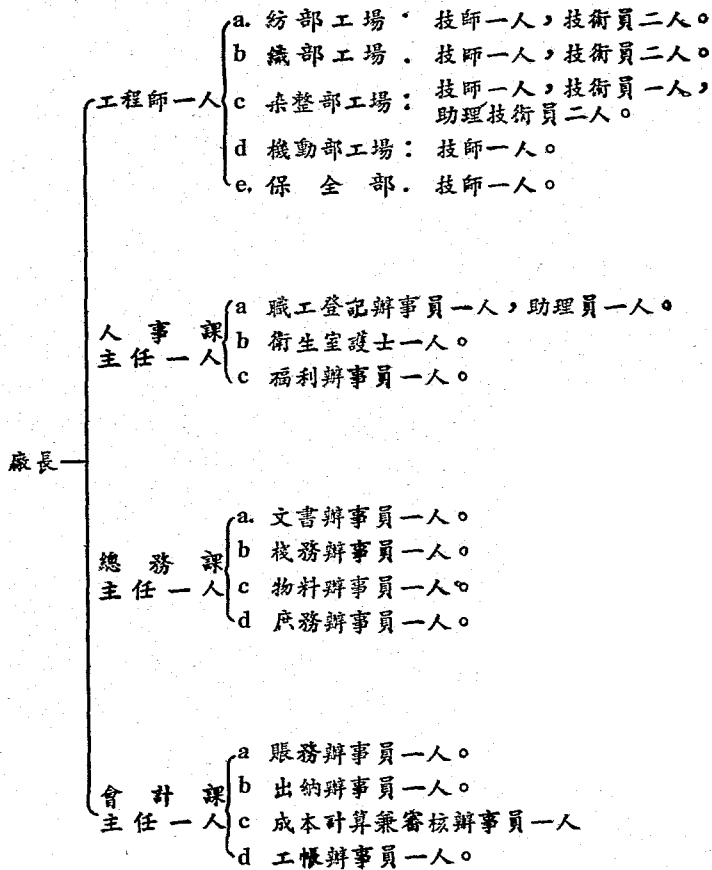 a. 紡部工場・技師一人，技術員二人。
b 織部工場．技師一人，技術員二人。
工程師一人
c 染整部工場：技師一人，技術員一人，
助理技術員二人。
d 機動部工場：技師一人。
e. 保全部．技師一人。
a 職工登記辦事員一人，助理員一人。
人事課
主任一人
b 衛生室護士一人。
c 福利辦事員一人。
廠長
a. 文書辦事員一人。
總務課
主任一人
b 棧務辦事員一人。
c 物料辦事員一人。
d 庶務辦事員一人。
a 賬務辦事員一人。
會計課
主任一人
b 出納辦事員一人。
c 成本計算兼審核辦事員一人
d 工帳辦事員一人。